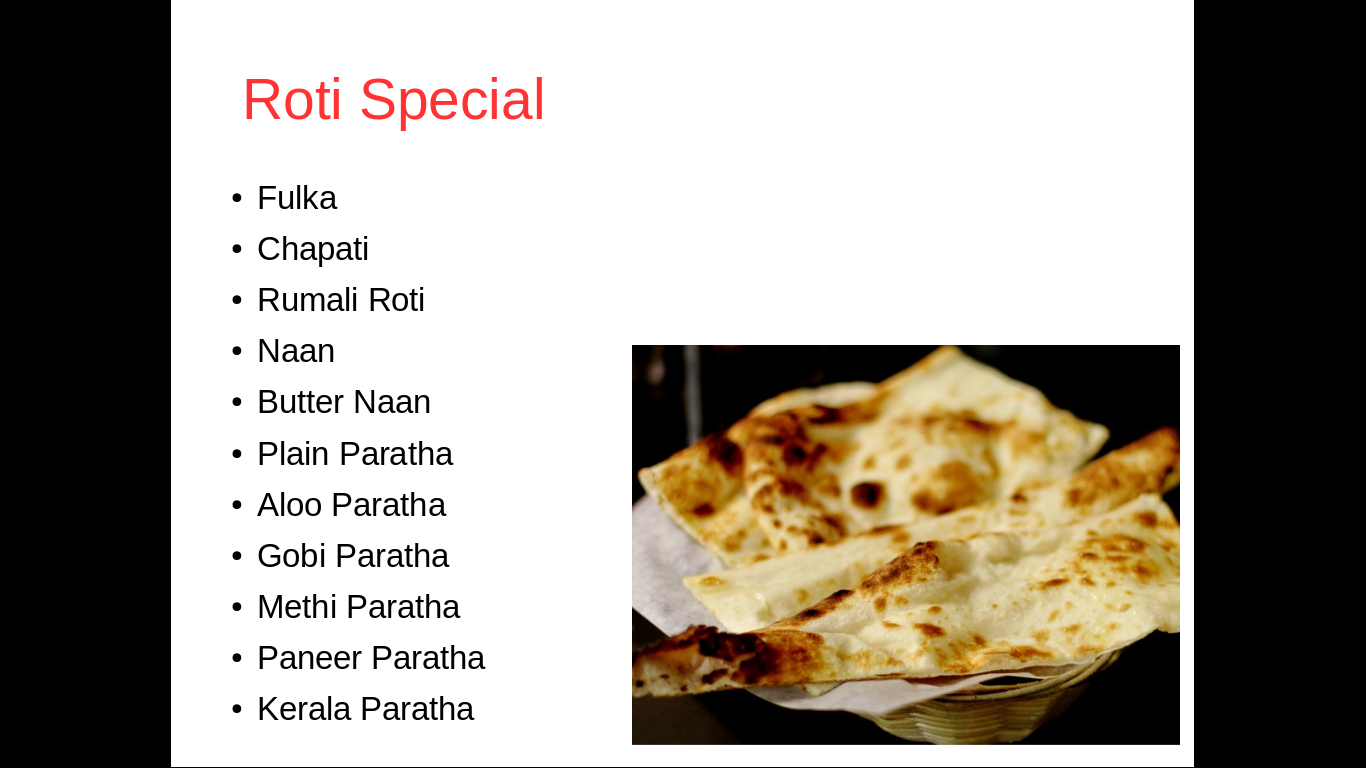 Roti Special
• Fulka
• Chapati
• Rumali Roti
• Naan
• Butter Naan
• Plain Paratha
• Aloo Paratha
• Gobi Paratha
• Methi Paratha
• Paneer Paratha
• Kerala Paratha